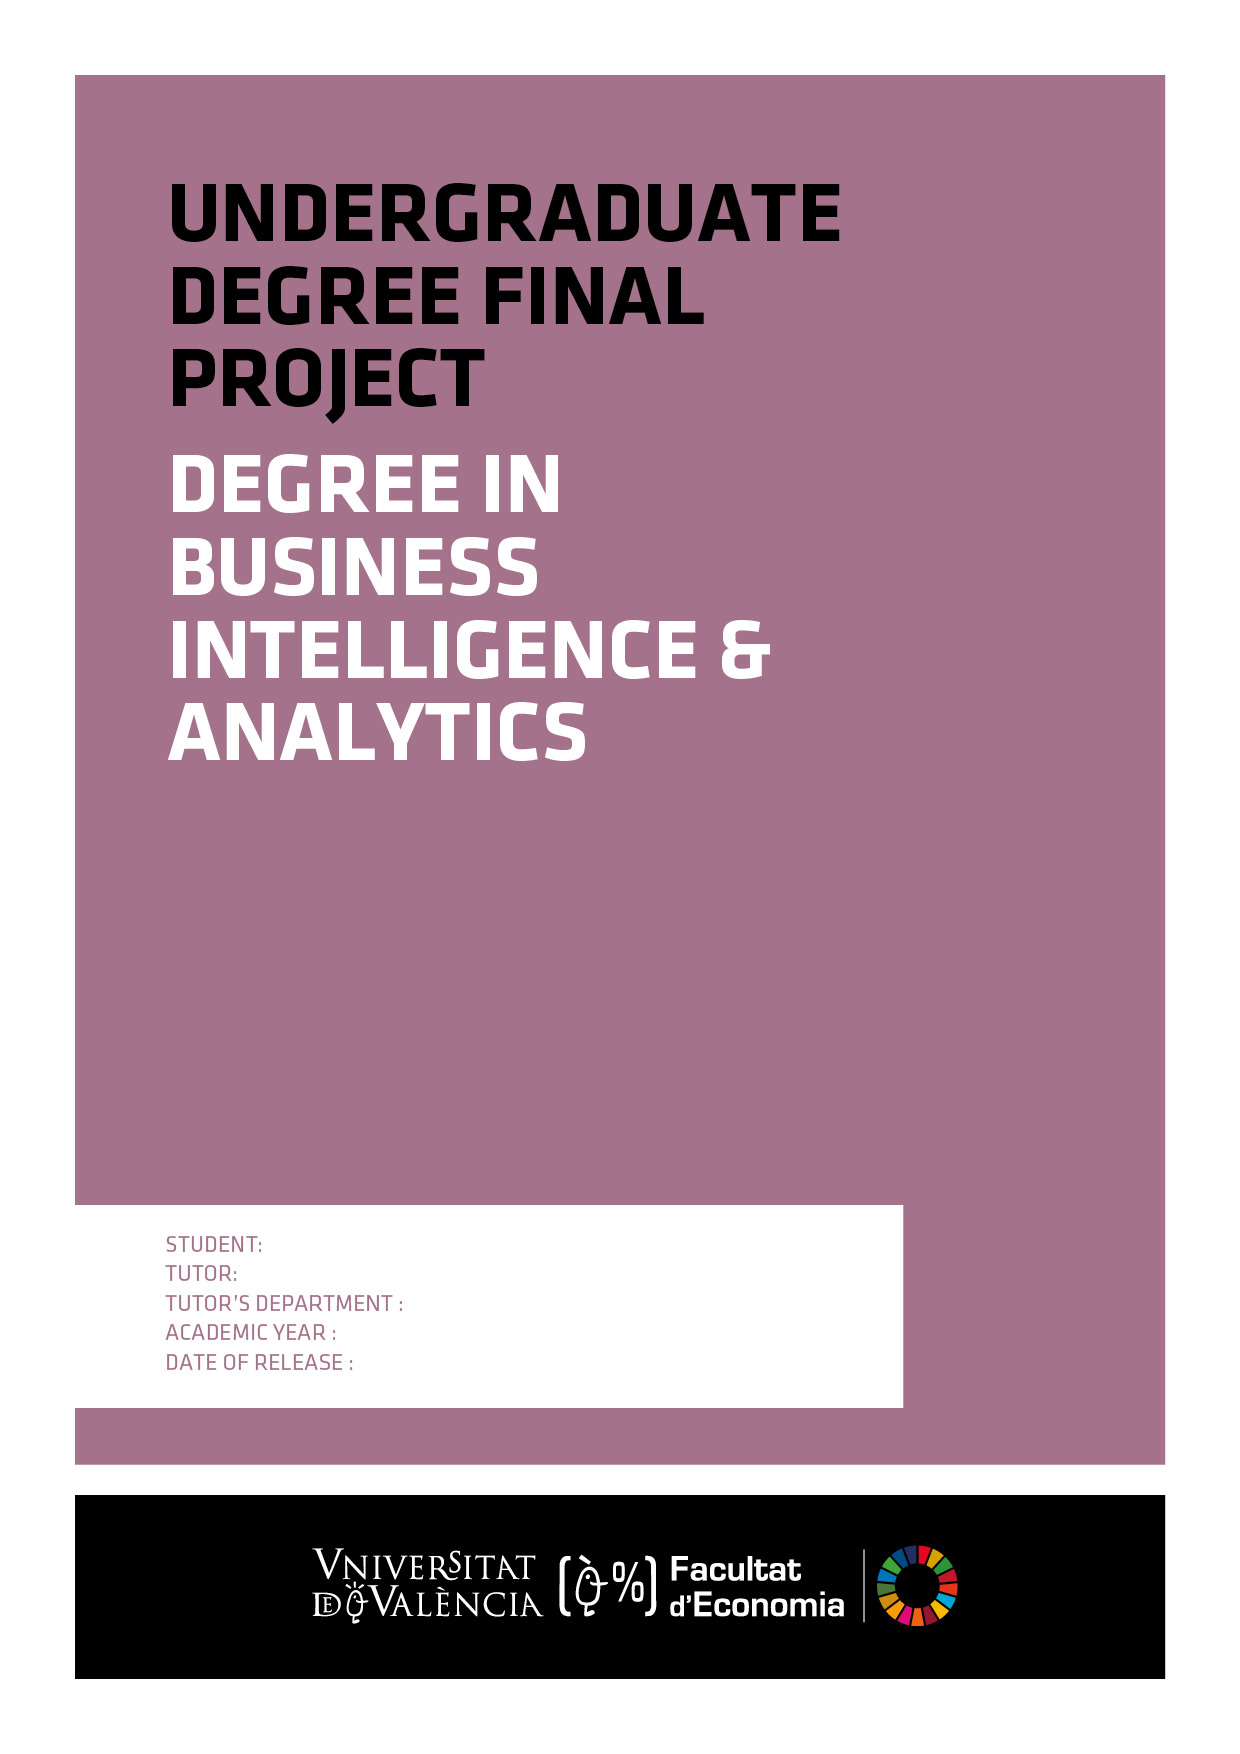 UNDERGRADUATE
DEGREE FINAL
PROJECT
DEGREE IN
BUSINESS
INTELLIGENCE &
ANALYTICS
STUDENT:
TUTOR:
TUTOR'S DEPARTMENT :
ACADEMIC YEAR :
DATE OF RELEASE :
VNIVERSITAT
DE VALÈNCIA
[%]
Facultat
d'Economia